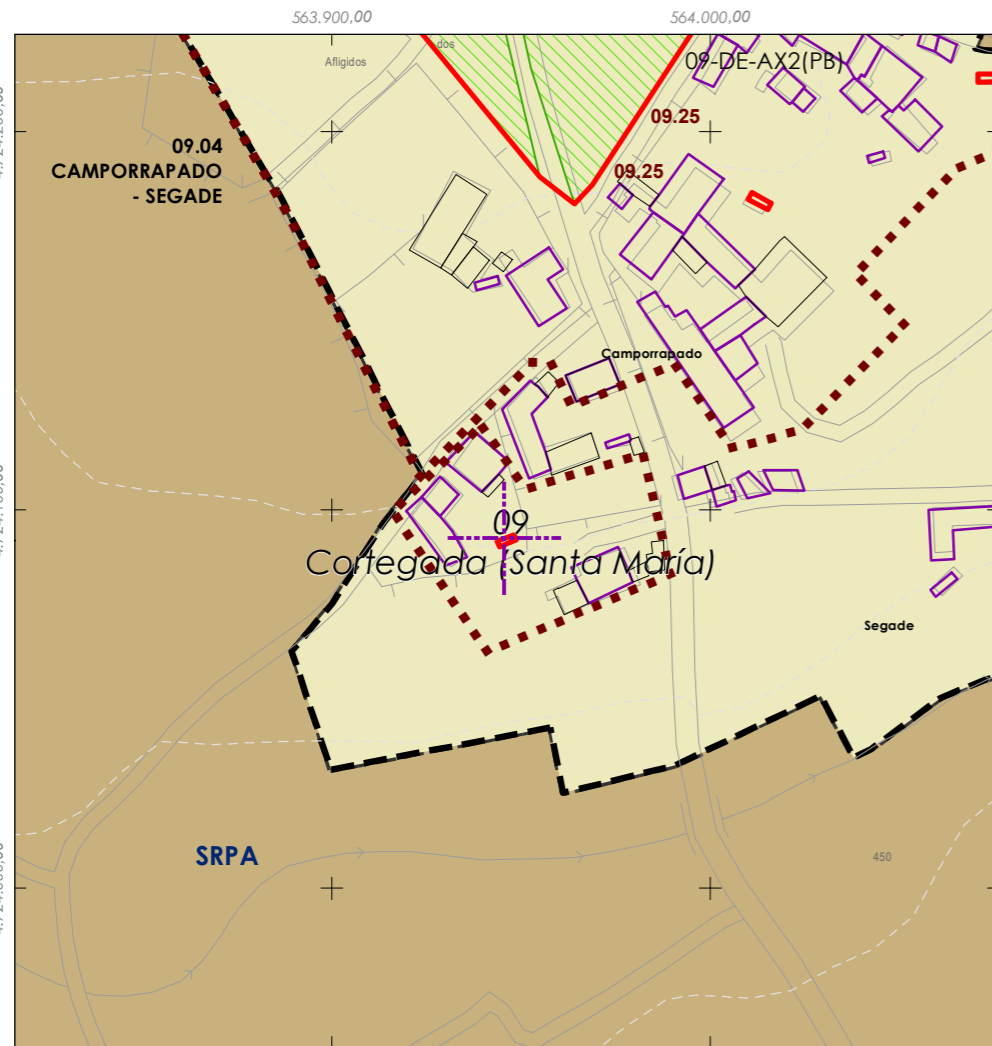 563.900,00
564.000,00
dos
Afligidos
09-DE-AX2(PB)
09.25
09.04
CAMPORRAPADO
- SEGADE
09.25
Camporrapado
09
Cortegada (Santa María)
Segade
SRPA
450